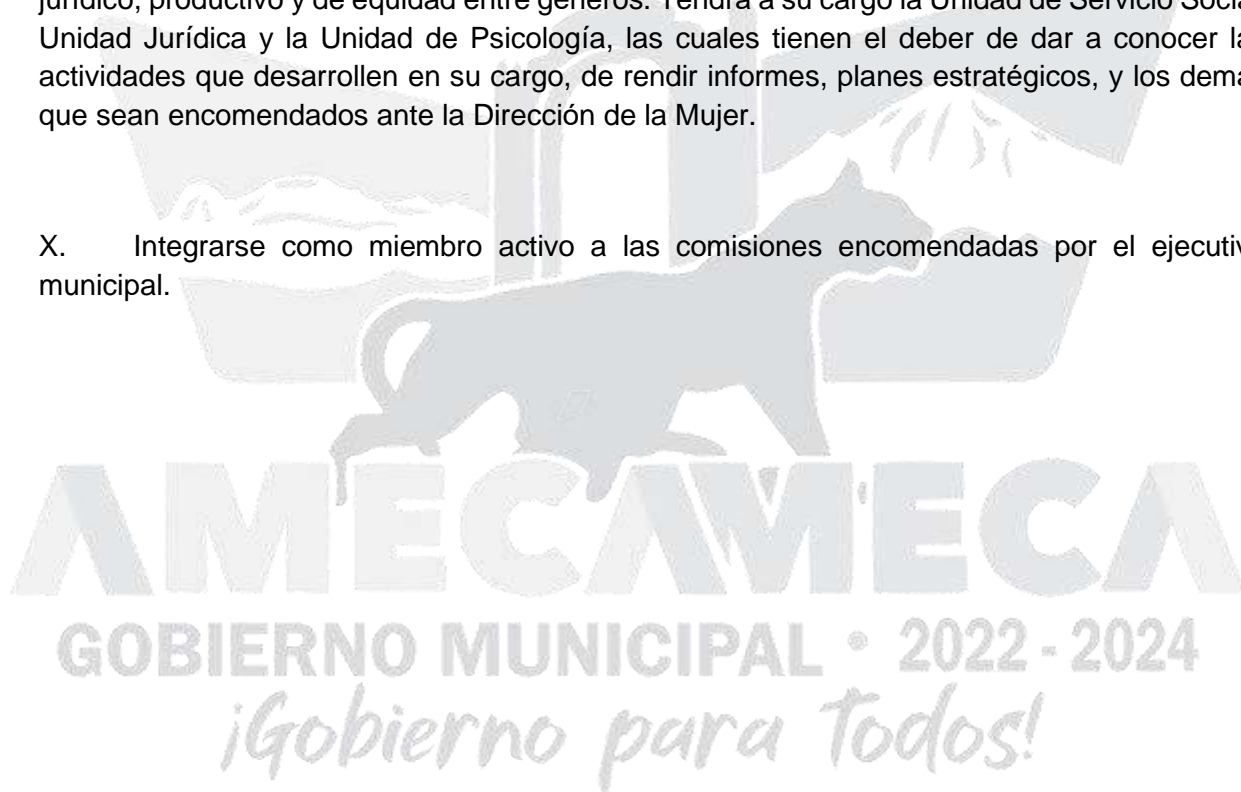 jurídico, productivo y de equidad entre géneros. Tendrá a su cargo la Unidad de Servicio Socia
Unidad Jurídica y la Unidad de Psicología, las cuales tienen el deber de dar a conocer la
actividades que desarrollen en su cargo, de rendir informes, planes estratégicos, y los demá
que sean encomendados ante la Dirección de la Mujer.
X. Integrarse como miembro activo a las comisiones encomendadas por el ejecutiv
municipal.
AMECAMECA
GOBIERNO MUNICIPAL • 2022 - 2024
¡Gobierno para Todos!